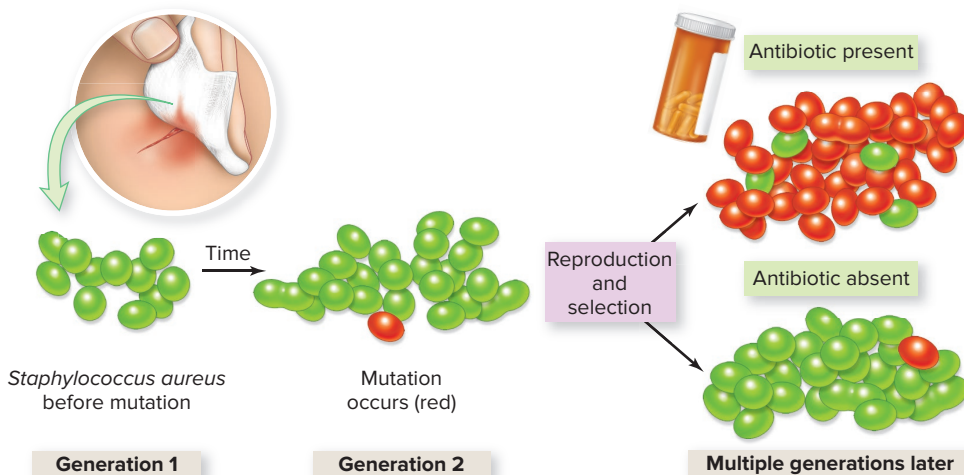 Antibiotic present
Time
Reproduction
and
selection
Antibiotic absent
Staphylococcus aureus
before mutation
Mutation
occurs (red)
Generation 1
Generation 2
Multiple generations later